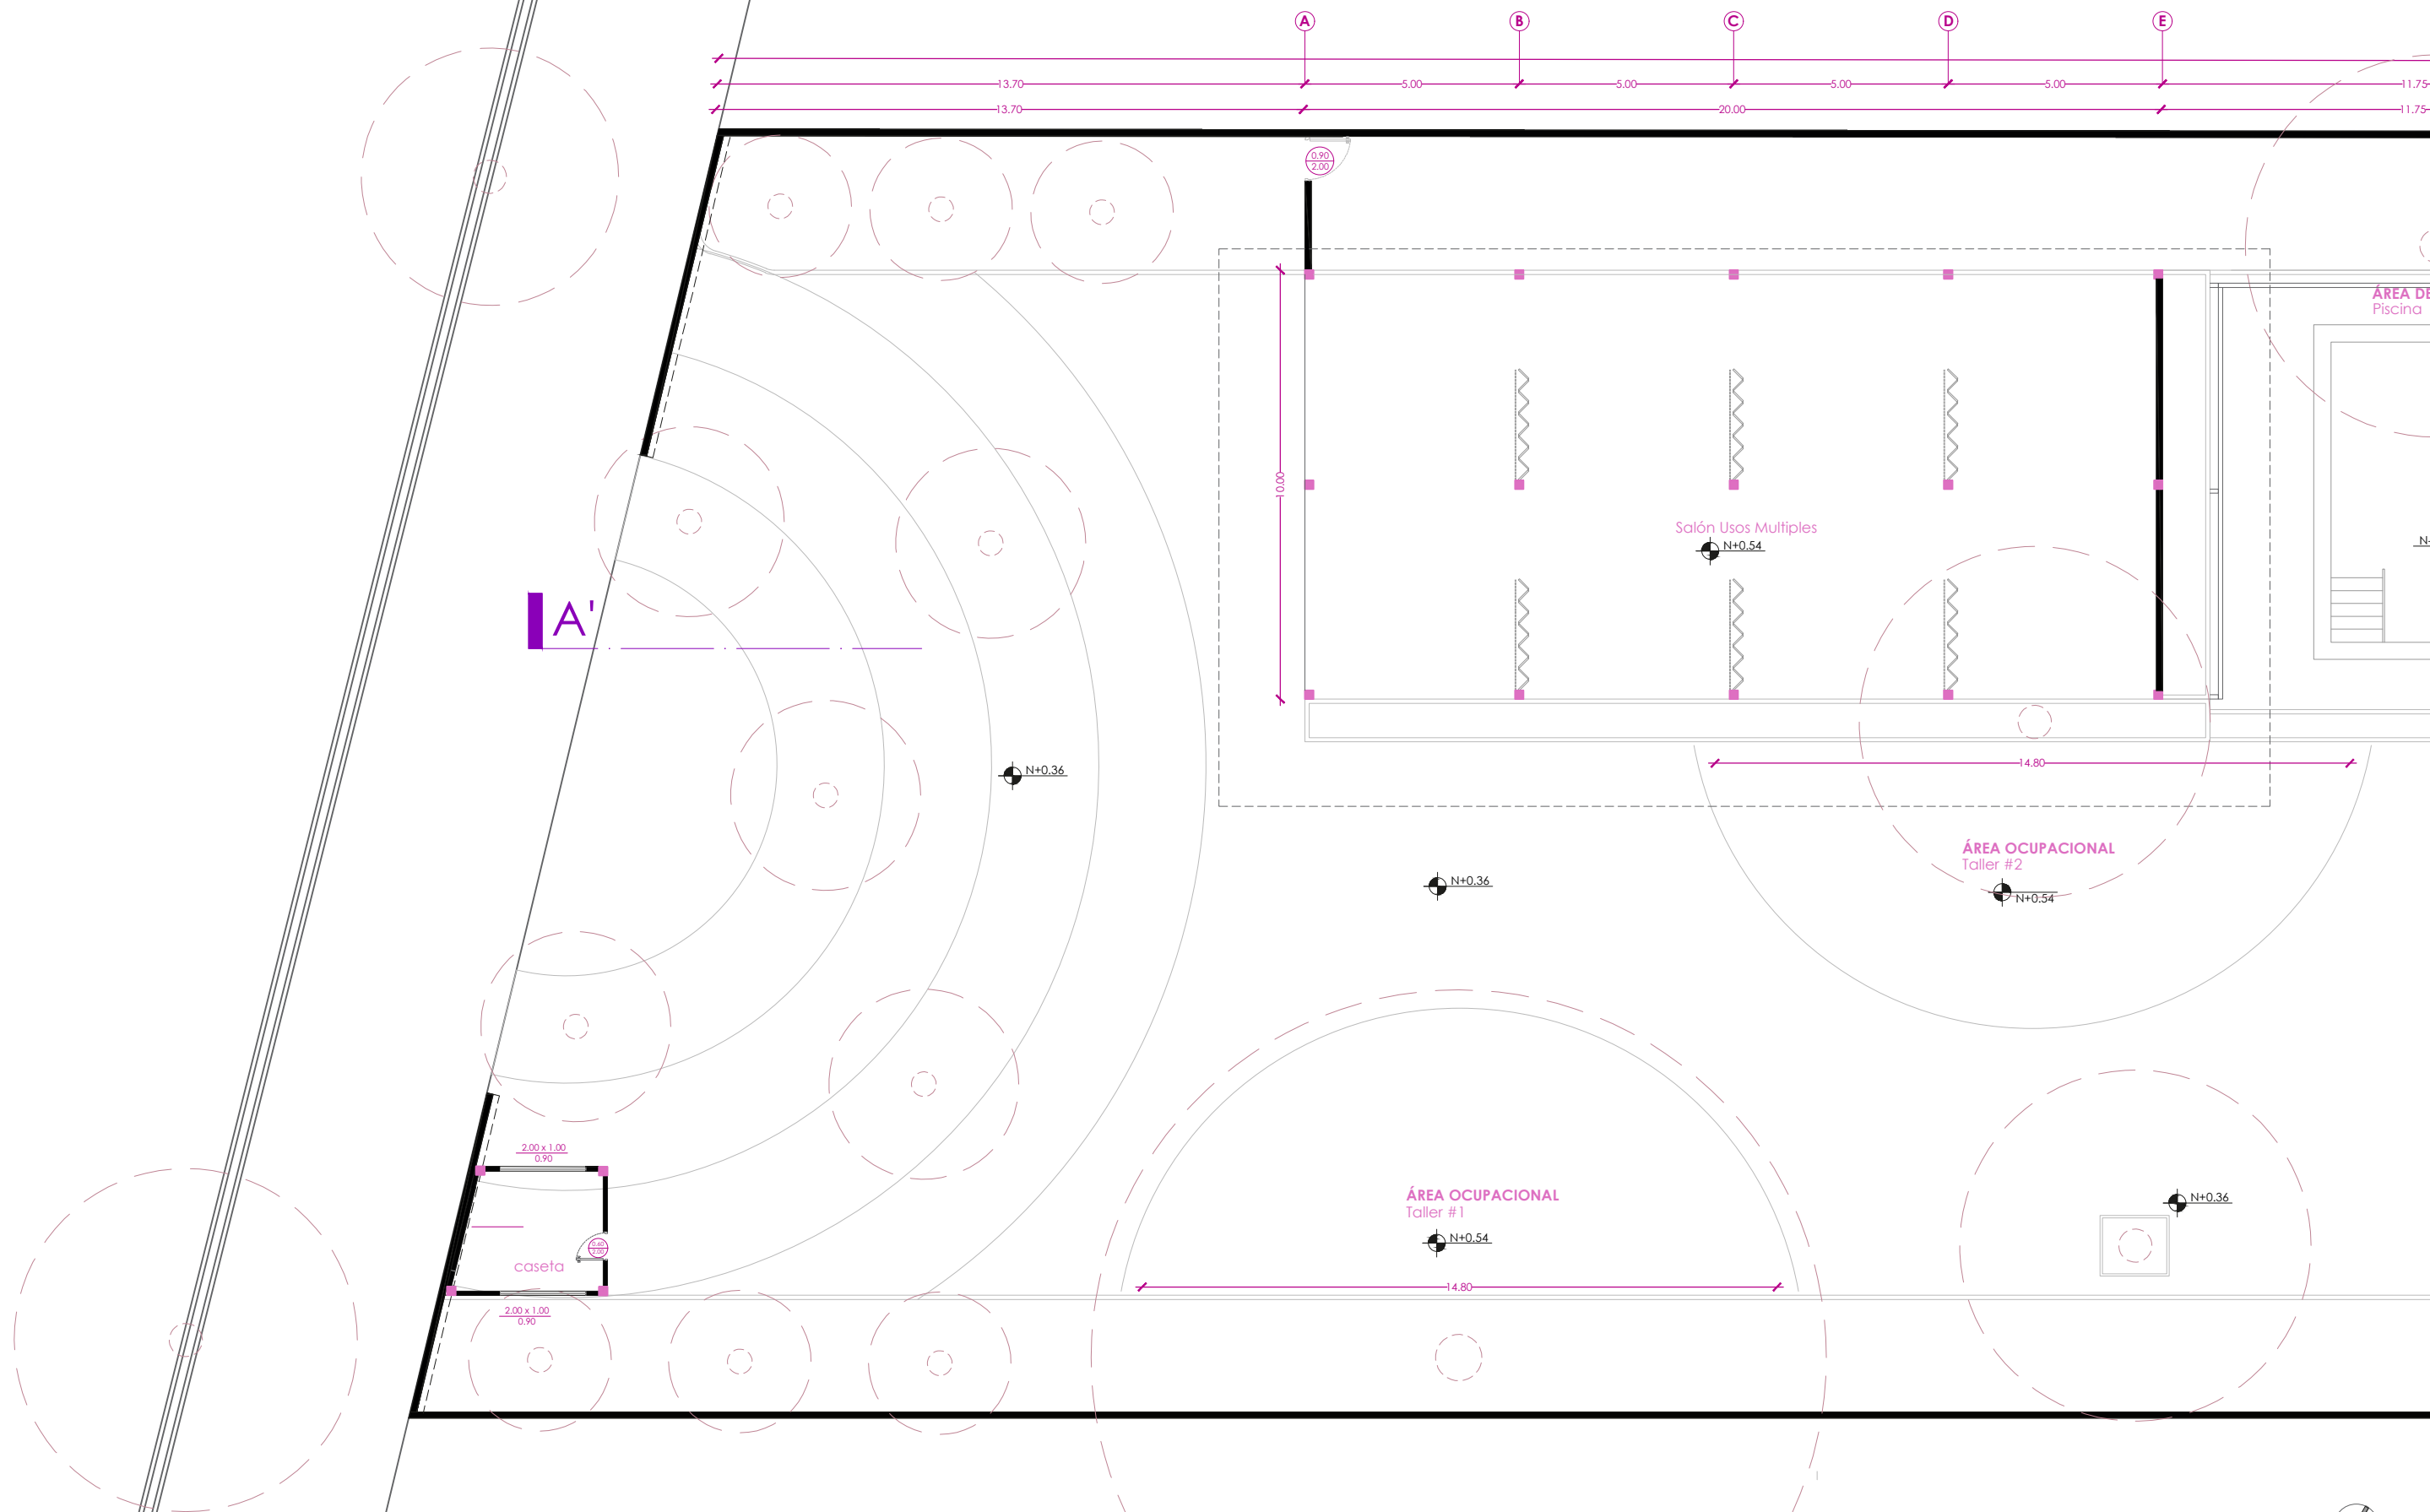 A B C D E
13.70 5.00 5.00 5.00 5.00 11.75
13.70 20.00 11.75
0.90
2.00
ÁREA DE
Piscina
10.00
Salón Usos Multiples
N+0.54
A'
N+0.36
14.80
ÁREA OCUPACIONAL
Taller #2
N+0.36
N+0.54
2.00 x 1.00
0.90
ÁREA OCUPACIONAL
Taller #1
N+0.36
N+0.54
caseta
14.80
2.00 x 1.00
0.90